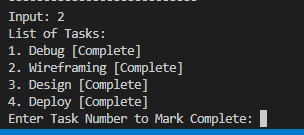 Input: 2
List of Tasks:
1. Debug [Complete]
2. Wireframing [Complete]
3. Design [Complete]
4. Deploy [Complete]
Enter Task Number to Mark Complete: